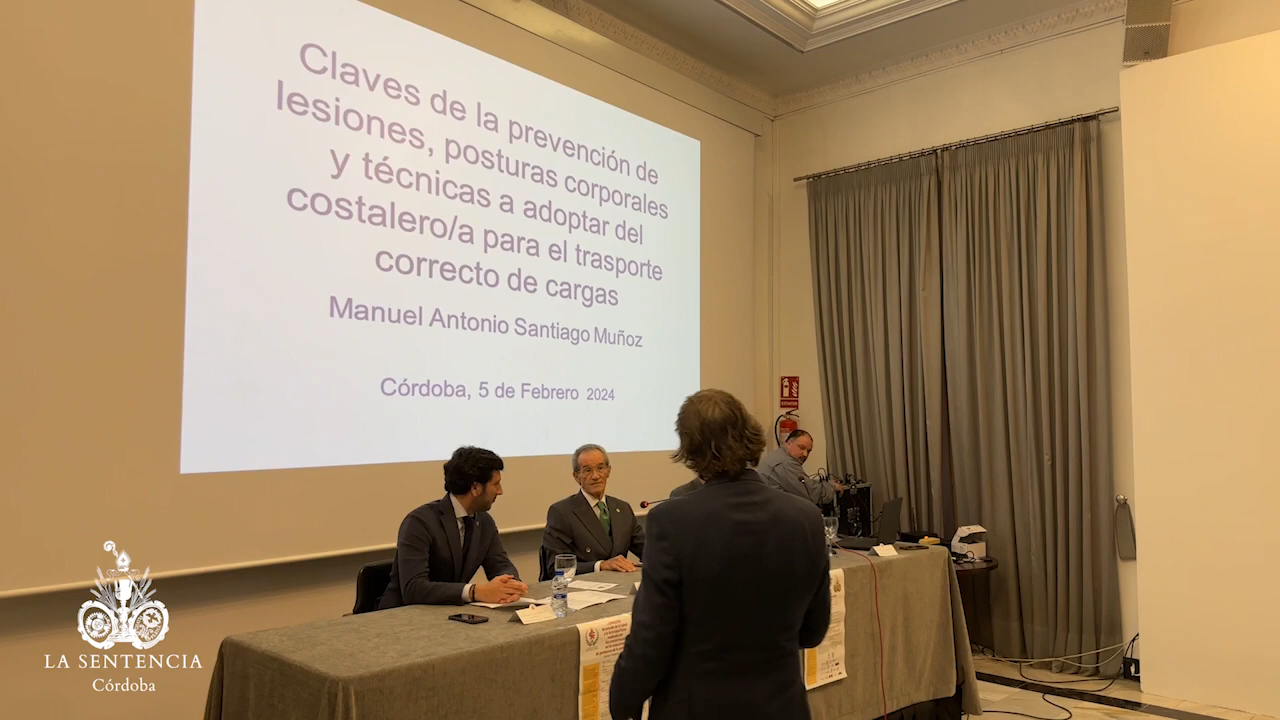 Claves de la prevención de
lesiones, posturas corporales
y técnicas a adoptar del
costalero/a para el trasporte
correcto de cargas
Manuel Antonio Santiago Muñoz
Córdoba, 5 de Febrero 2024
LA SENTENCIA
Córdoba